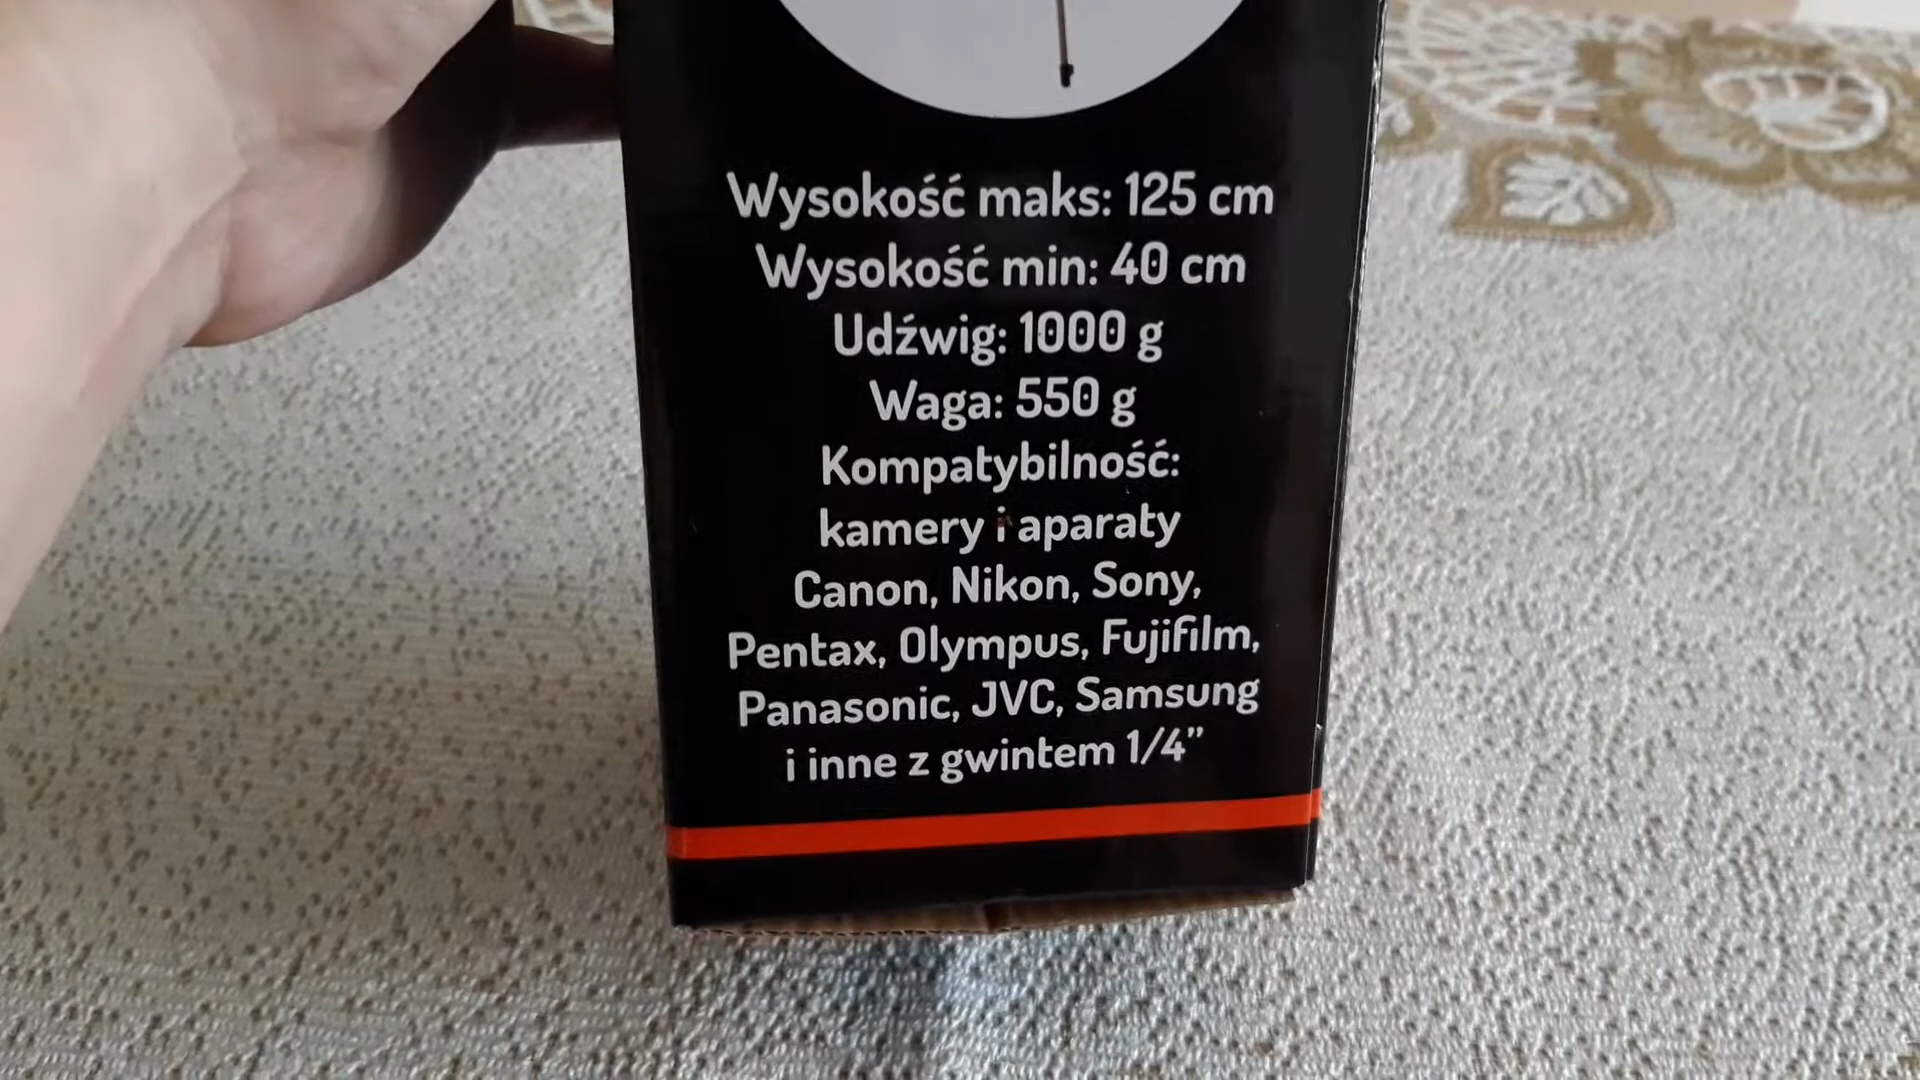 Wysokość maks: 125 cm
Wysokość min: 40 cm
Udźwig: 1000 g
Waga: 550 g
Kompatybilność:
kamery i aparaty
Canon, Nikon, Sony,
Pentax, Olympus, Fujifilm,
Panasonic, JVC, Samsung
i inne z gwintem 1/4”